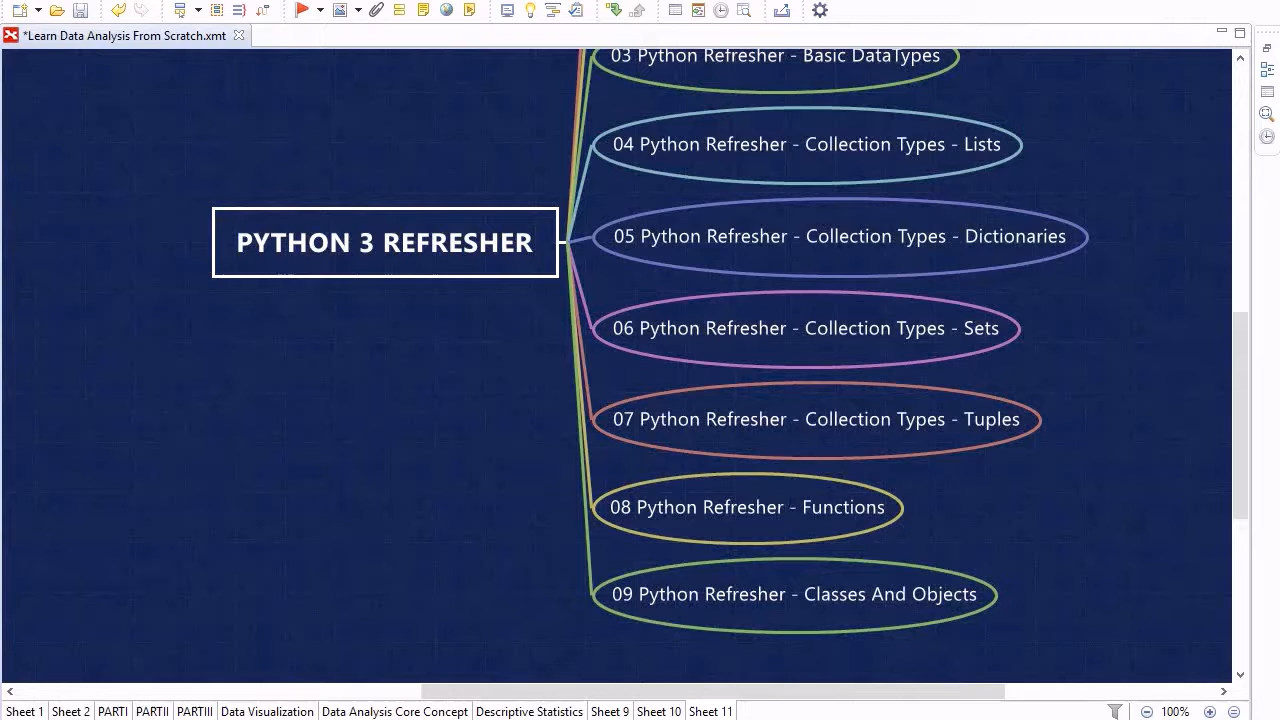 *Learn Data Analysis From Scratch.xmt
03 Python Refresher - Basic DataTypes
04 Python Refresher - Collection Types - Lists
PYTHON 3 REFRESHER
05 Python Refresher - Collection Types - Dictionaries
06 Python Refresher - Collection Types - Sets
07 Python Refresher - Collection Types - Tuples
08 Python Refresher - Functions
09 Python Refresher - Classes And Objects
Sheet 1 Sheet 2 PARTI PARTII PARTIII Data Visualization Data Analysis Core Concept Descriptive Statistics Sheet 9 Sheet 10 Sheet 11 100%